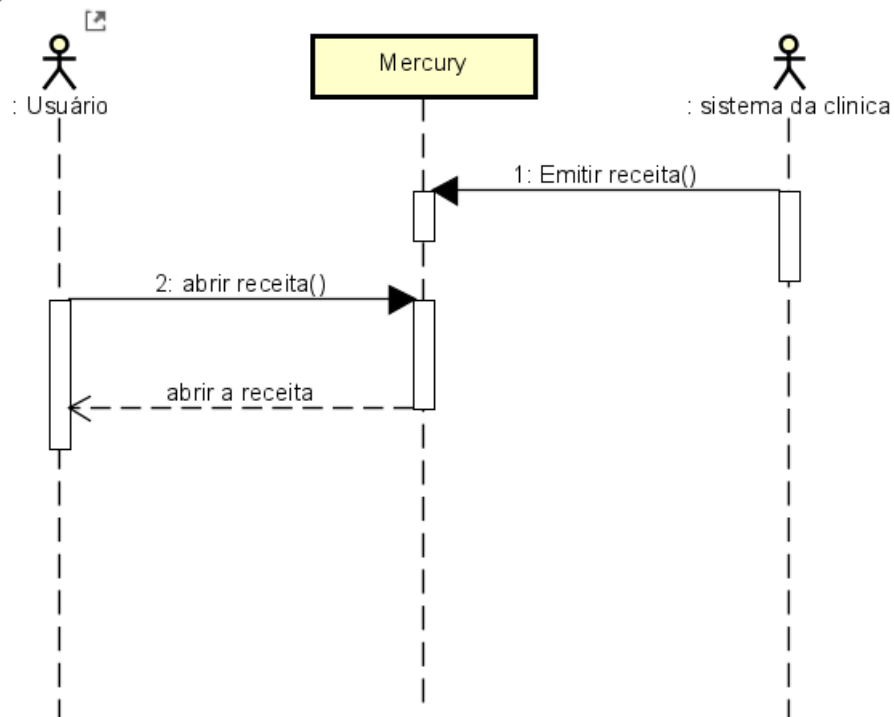 : Usuário
Mercury
: sistema da clinica
1: Emitir receita()
2: abrir receita()
abrir a receita